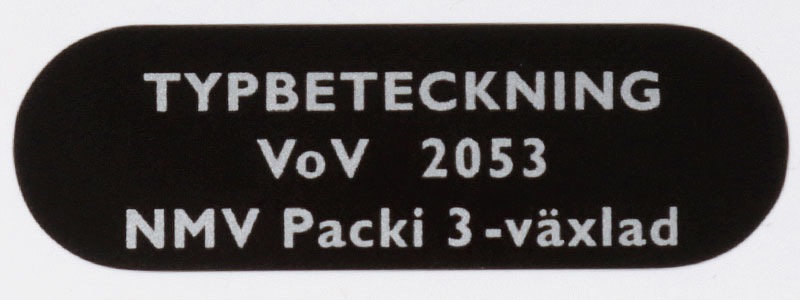 TYPBETECKNING
VoV 2053
NMV Packi 3-växlad